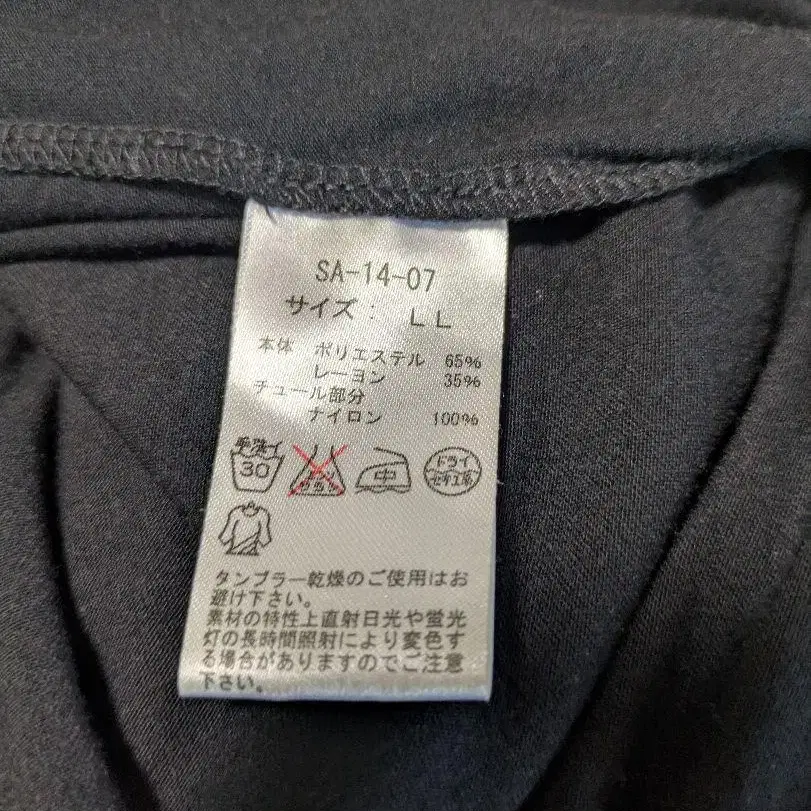 SA-14-07
サイズ: LL
本体 ポリエステル 65%
レーヨン 35%
チュール部分
ナイロン 100%
手洗イ
30
中
ドライ
セキユ系
タンブラー乾燥のご使用はお
避け下さい。
素材の特性上直射日光や蛍光
灯の長時間照射により変色す
る場合がありますのでご注意
下さい。